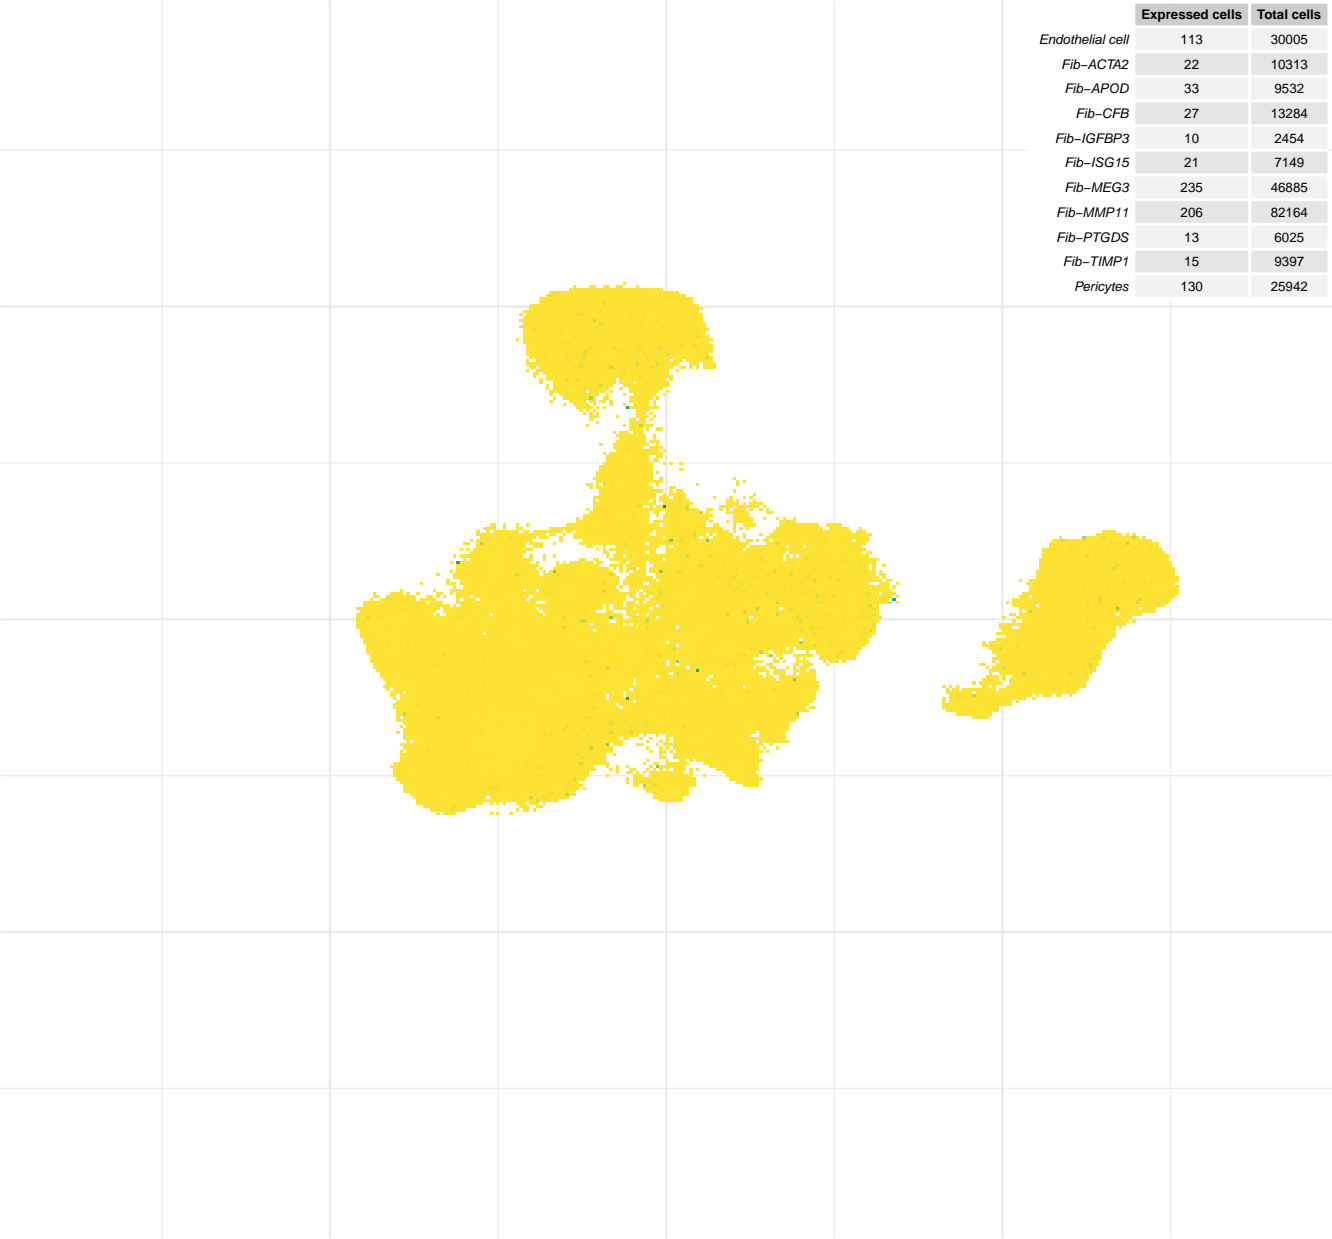 Expressed cells Total cells
Endothelial cell 113 30005
Fib−ACTA2 22 10313
Fib−APOD 33 9532
Fib−CFB 27 13284
Fib−IGFBP3 10 2454
Fib−ISG15 21 7149
Fib−MEG3 235 46885
Fib−MMP11 206 82164
Fib−PTGDS 13 6025
Fib−TIMP1 15 9397
Pericytes 130 25942